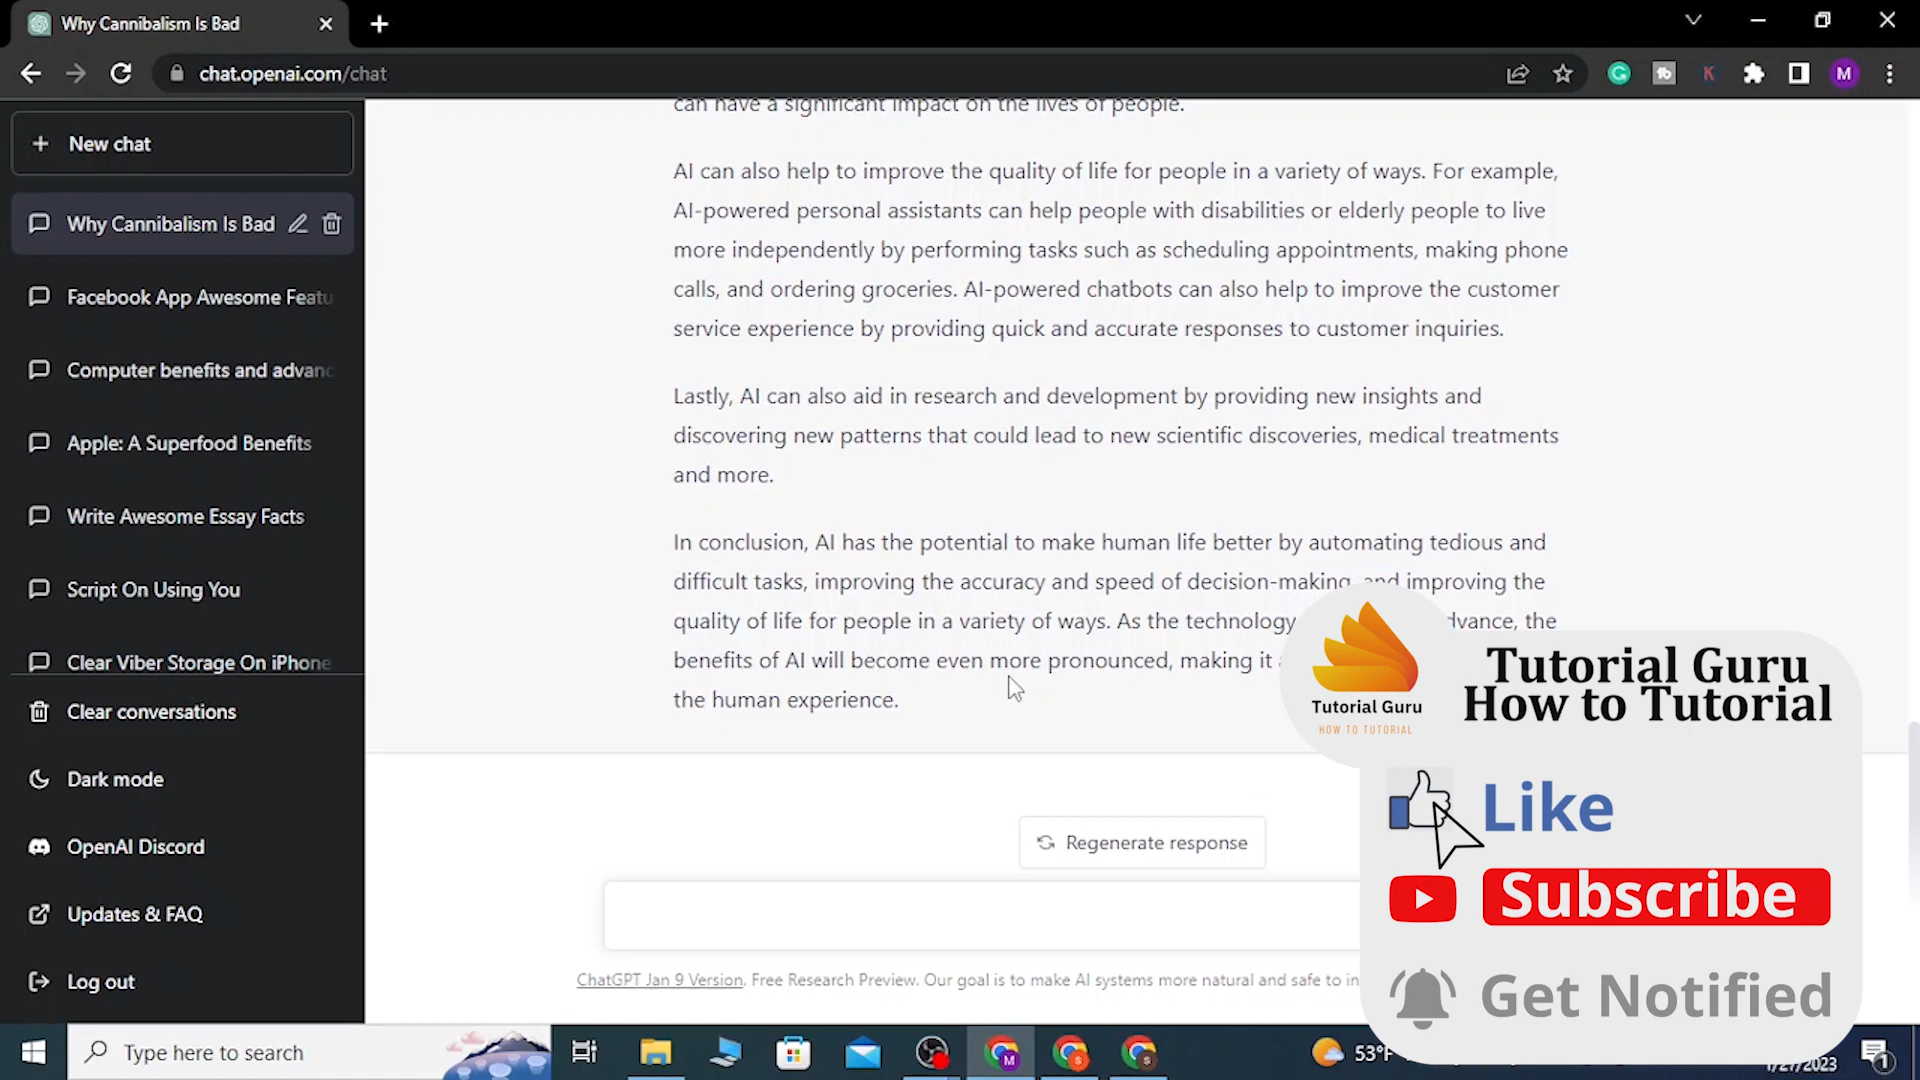 Why Cannibalism Is Bad
chat.openai.com/chat
New chat
Why Cannibalism Is Bad
Facebook App Awesome Featu
Computer benefits and advanc
Apple: A Superfood Benefits
Write Awesome Essay Facts
Script On Using You
Clear Viber Storage On iPhone
Clear conversations
Dark mode
OpenAI Discord
Updates & FAQ
Log out
can have a significant impact on the lives of people.
AI can also help to improve the quality of life for people in a variety of ways. For example,
AI-powered personal assistants can help people with disabilities or elderly people to live
more independently by performing tasks such as scheduling appointments, making phone
calls, and ordering groceries. AI-powered chatbots can also help to improve the customer
service experience by providing quick and accurate responses to customer inquiries.
Lastly, AI can also aid in research and development by providing new insights and
discovering new patterns that could lead to new scientific discoveries, medical treatments
and more.
In conclusion, AI has the potential to make human life better by automating tedious and
difficult tasks, improving the accuracy and speed of decision-making, and improving the
quality of life for people in a variety of ways. As the technology dvance, the
benefits of AI will become even more pronounced, making it
the human experience.
Regenerate response
ChatGPT Jan 9 Version. Free Research Preview. Our goal is to make AI systems more natural and safe to in
Tutorial Guru
HOW TO TUTORIAL
Tutorial Guru
How to Tutorial
Like
Subscribe
Get Notified
Type here to search
53°F
1/27/2023
M
K
M
S
S
1